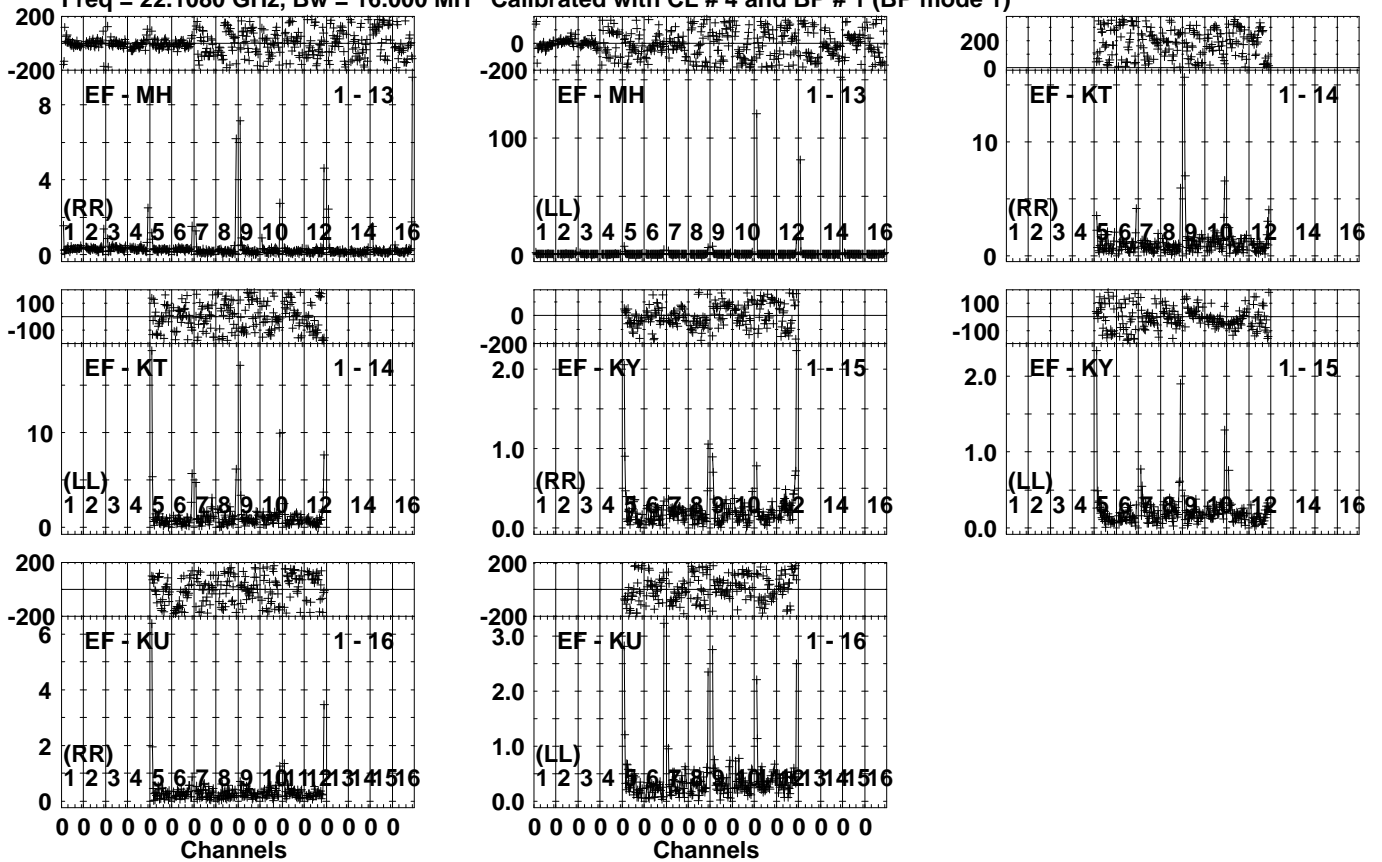 Freq = 22.1080 GHz, Bw = 16.000 MH Calibrated with CL # 4 and BP # 1 (BP mode 1)
200
-200
8
4
0
EF - MH 1 - 13
(RR)
1 2 3 4 5 6 7 8 9 10 12 14 16
0
-200
100
0
EF - MH 1 - 13
(LL)
1 2 3 4 5 6 7 8 9 10 12 14 16
200
0
10
0
EF - KT 1 - 14
(RR)
1 2 3 4 5 6 7 8 9 10 12 14 16
100
-100
10
0
EF - KT 1 - 14
(LL)
1 2 3 4 5 6 7 8 9 10 12 14 16
0
-200
2.0
1.0
0.0
EF - KY 1 - 15
(RR)
1 2 3 4 5 6 7 8 9 10 12 14 16
100
-100
2.0
1.0
0.0
EF - KY 1 - 15
(LL)
1 2 3 4 5 6 7 8 9 10 12 14 16
200
-200
6
4
2
0
EF - KU 1 - 16
(RR)
1 2 3 4 5 6 7 8 9 10 11 12 13 14 15 16
0 0 0 0 0 0 0 0 0 0 0 0 0 0 0 0
Channels
200
-200
3.0
2.0
1.0
0.0
EF - KU 1 - 16
(LL)
1 2 3 4 5 6 7 8 9 10 11 12 13 14 15 16
0 0 0 0 0 0 0 0 0 0 0 0 0 0 0 0
Channels